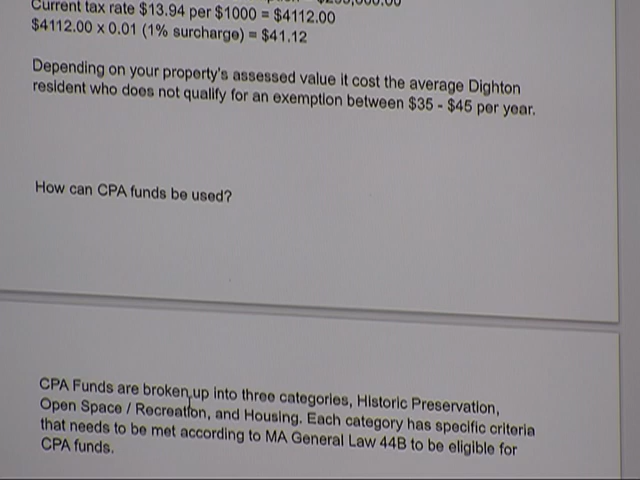 Current tax rate $13.94 per $1000 = $4112.00
$4112.00 x 0.01 (1% surcharge) = $41.12
Depending on your property's assessed value it cost the average Dighton
resident who does not qualify for an exemption between $35 - $45 per year.
How can CPA funds be used?
CPA Funds are broken up into three categories, Historic Preservation,
Open Space / Recreation, and Housing. Each category has specific criteria
that needs to be met according to MA General Law 44B to be eligible for
CPA funds.